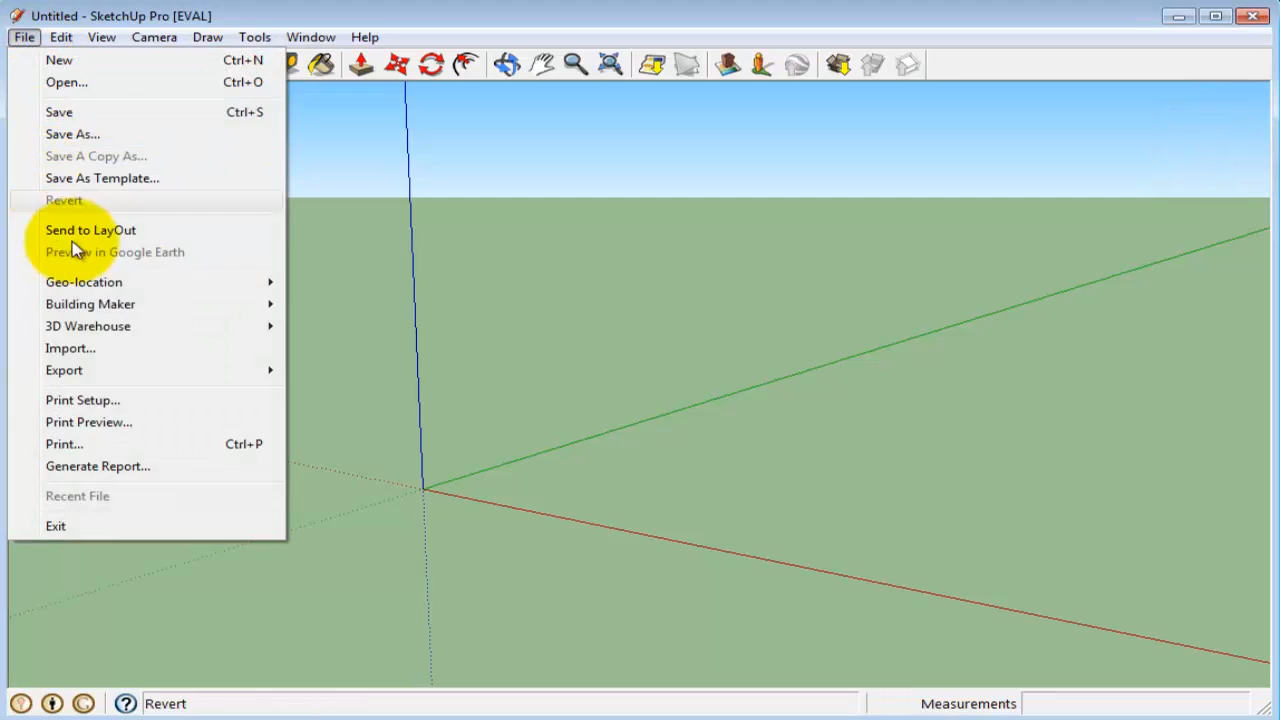 Untitled - SketchUp Pro [EVAL]
File Edit View Camera Draw Tools Window Help
New Ctrl+N
Open... Ctrl+O
Save Ctrl+S
Save As...
Save A Copy As...
Save As Template...
Revert
Send to LayOut
Preview in Google Earth
Geo-location
Building Maker
3D Warehouse
Import...
Export
Print Setup...
Print Preview...
Print... Ctrl+P
Generate Report...
Recent File
Exit
Revert Measurements